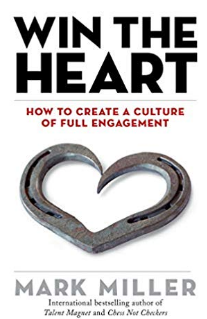 WIN THE
HEART
HOW TO CREATE A CULTURE
OF FULL ENGAGEMENT
MARK MILLER
International bestselling author of
Talent Magnet and Chess Not Checkers